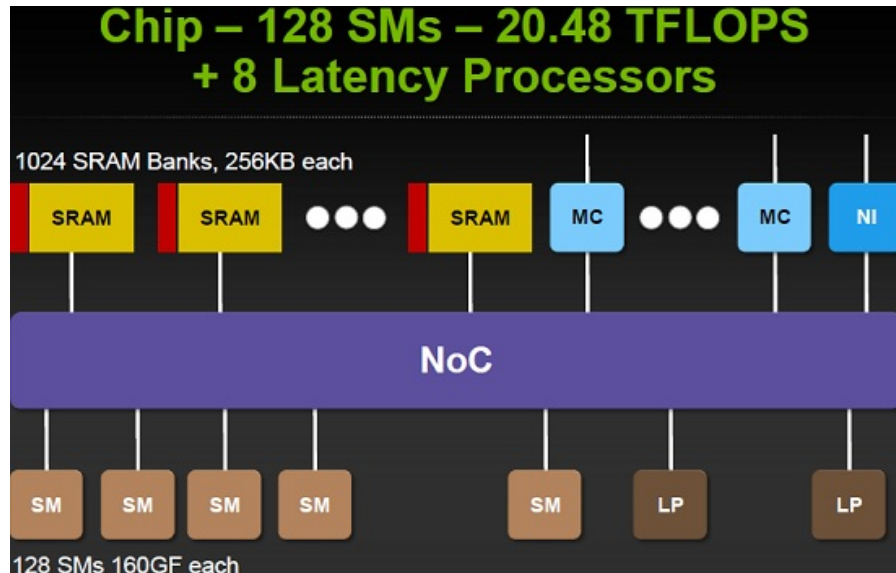 Chip – 128 SMs – 20.48 TFLOPS
+ 8 Latency Processors
1024 SRAM Banks, 256KB each
SRAM SRAM SRAM MC MC NI
NoC
SM SM SM SM SM LP LP
128 SMs 160GF each